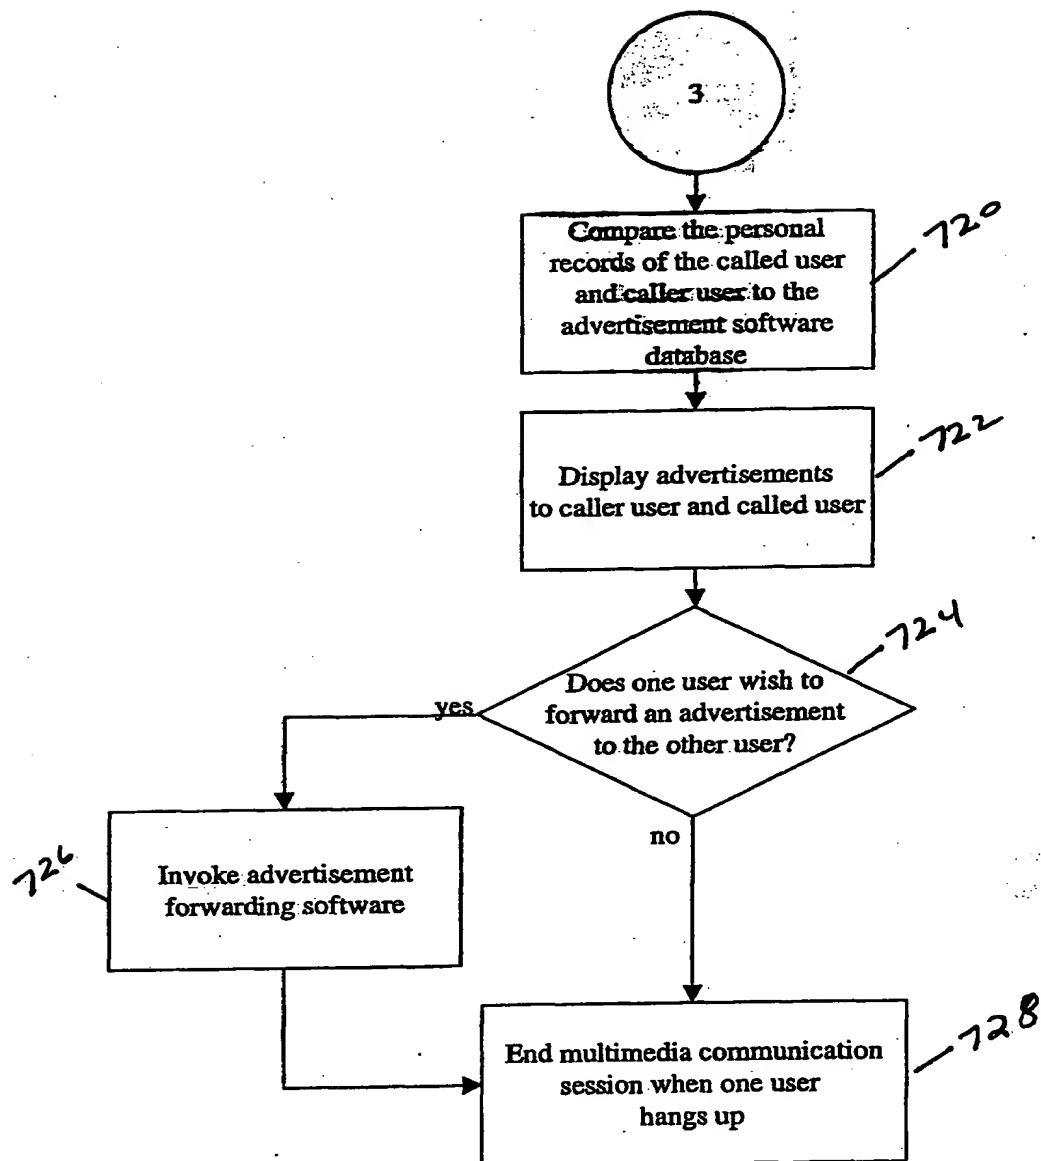 3
Compare the personal
records of the called user
and caller user to the
advertisement software
database
720
Display advertisements
to caller user and called user
722
Does one user wish to
forward an advertisement
to the other user?
724
yes
no
Invoke advertisement
forwarding software
726
End multimedia communication
session when one user
hangs up
728